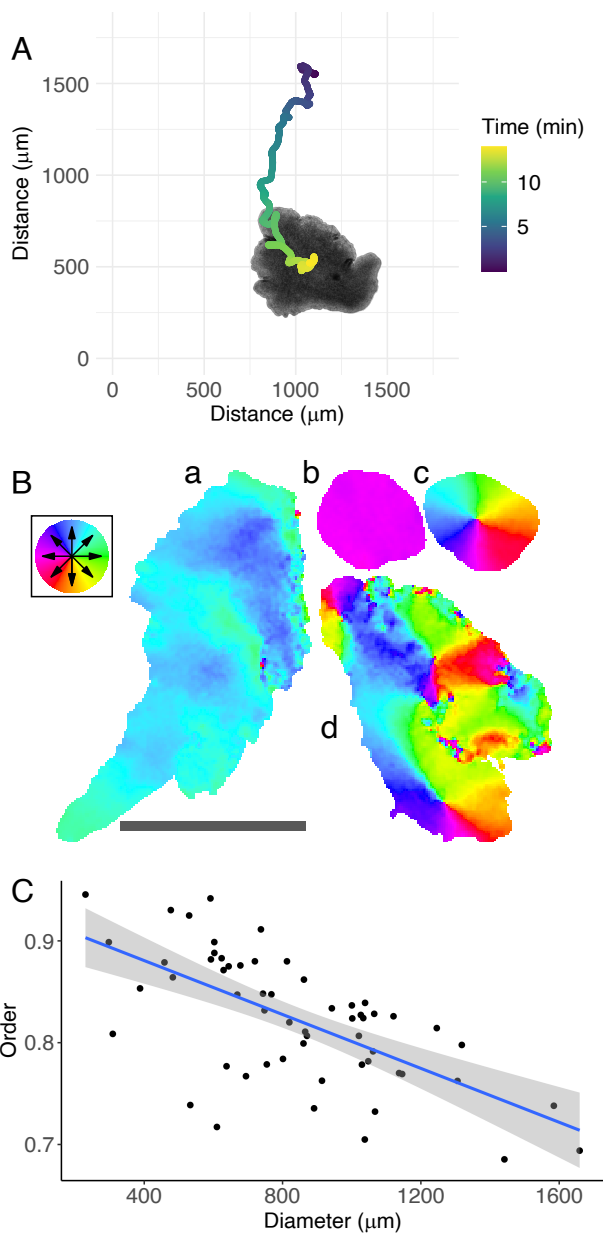 A
1500
1000
500
0
Distance (μm)
0 500 1000 1500
Distance (μm)
Time (min)
10
5
B
a
b
c
d
C
0.9
0.8
0.7
Order
400 800 1200 1600
Diameter (μm)